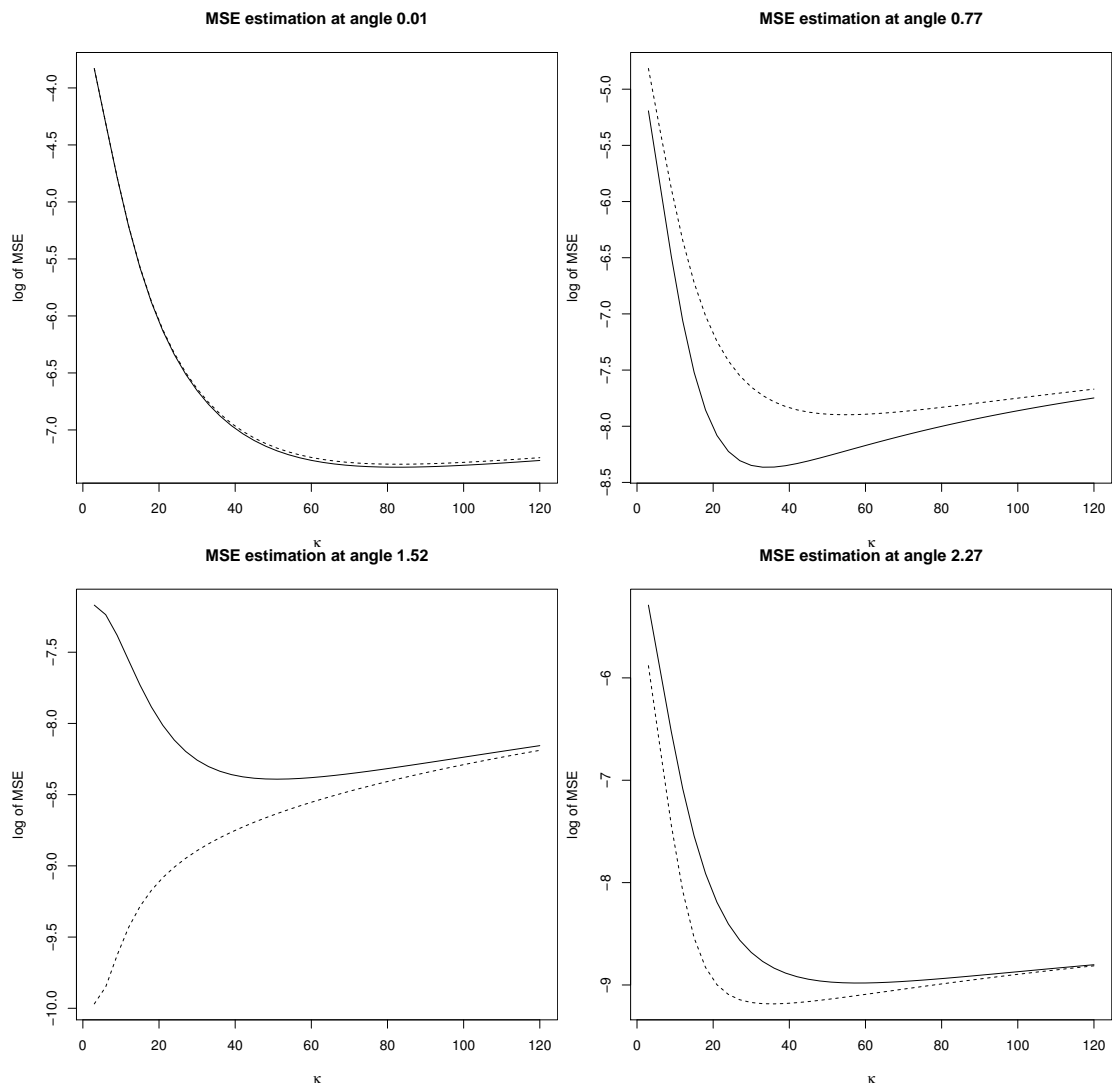 MSE estimation at angle 0.01
log of MSE
−4.0
−4.5
−5.0
−5.5
−6.0
−6.5
−7.0
0 20 40 60 80 100 120
κ
MSE estimation at angle 0.77
log of MSE
−5.0
−5.5
−6.0
−6.5
−7.0
−7.5
−8.0
−8.5
0 20 40 60 80 100 120
κ
MSE estimation at angle 1.52
log of MSE
−7.5
−8.0
−8.5
−9.0
−9.5
−10.0
0 20 40 60 80 100 120
κ
MSE estimation at angle 2.27
log of MSE
−6
−7
−8
−9
0 20 40 60 80 100 120
κ